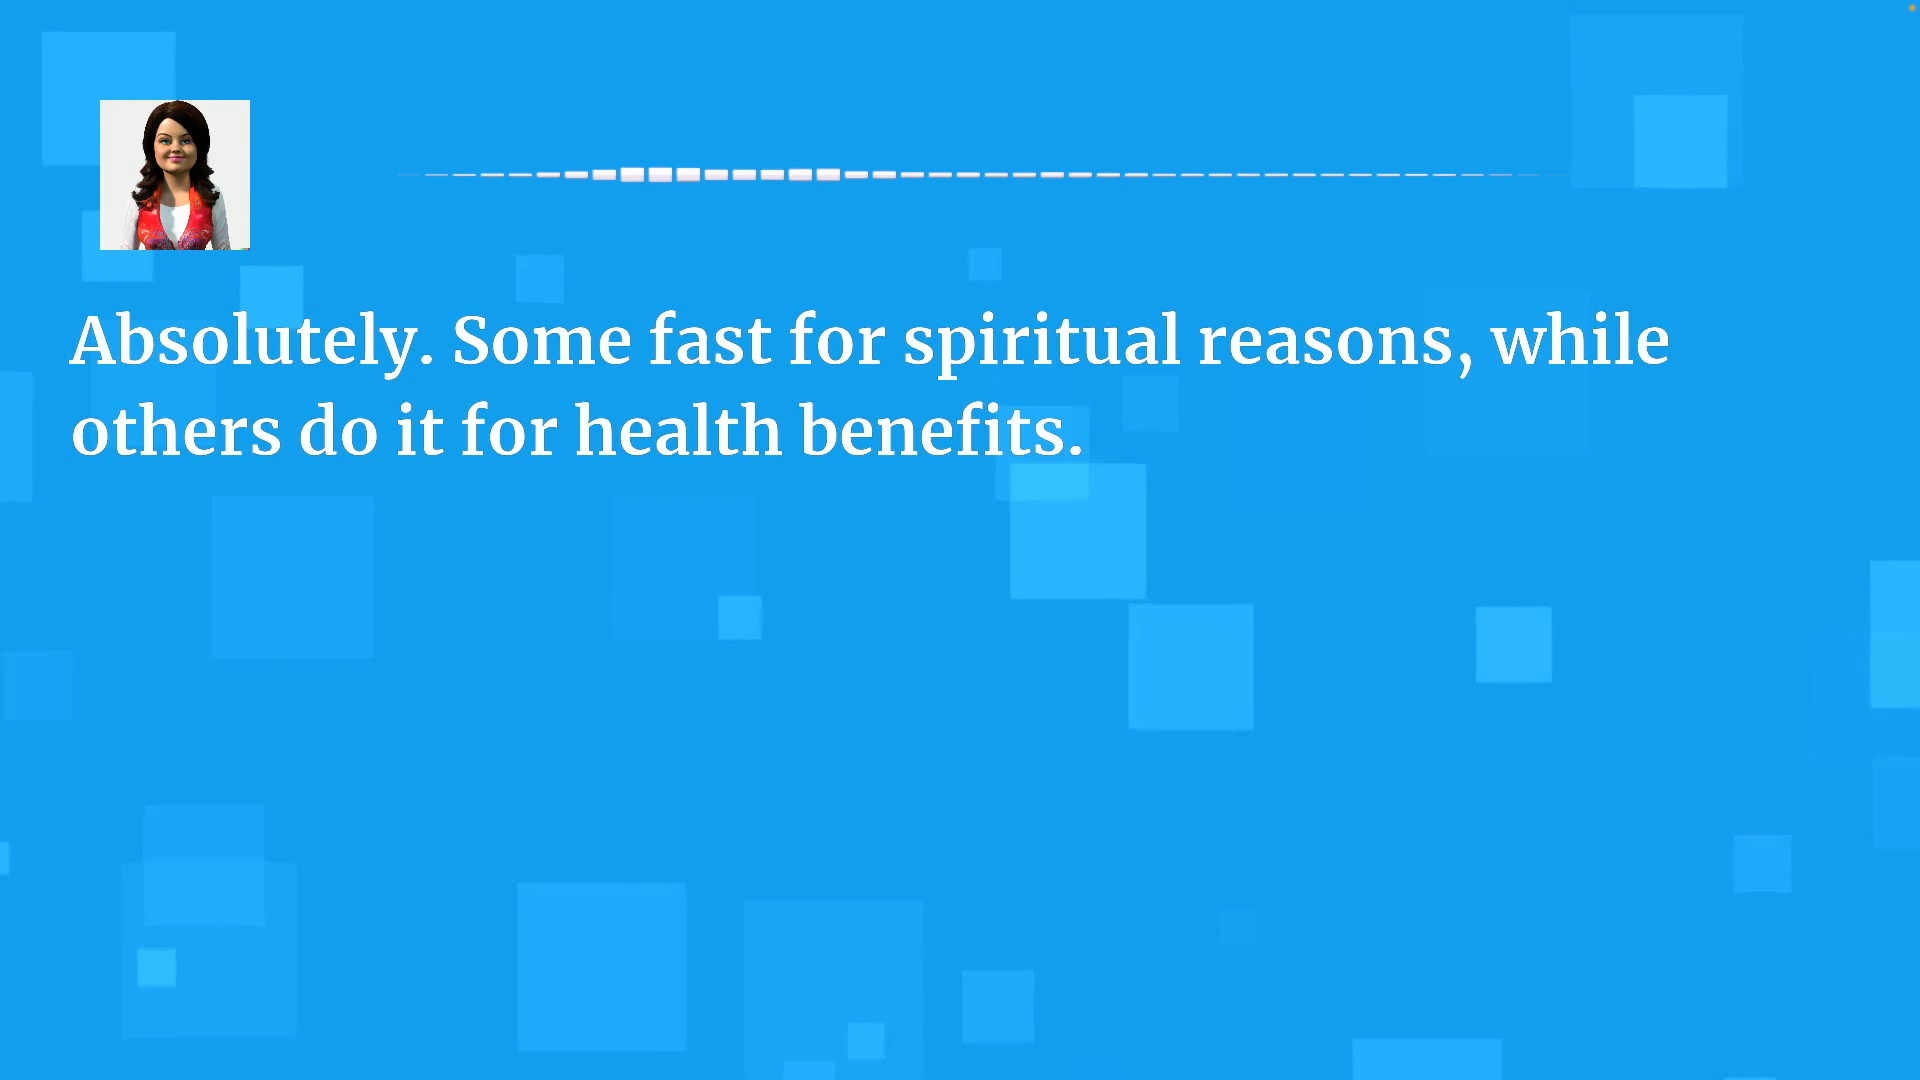 Absolutely. Some fast for spiritual reasons, while
others do it for health benefits.